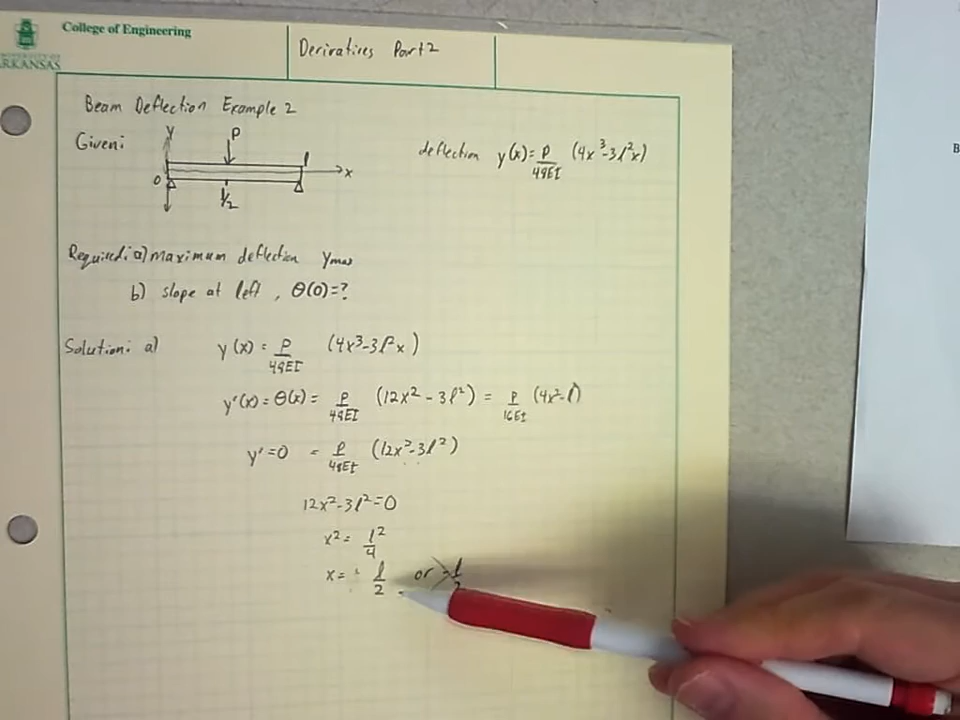 College of Engineering
ARKANSAS
Derivatives Part 2
Beam Deflection Example 2
Given:
y
P
l
x
0
l/2
deflection y(x) = P/48EI (4x³-3l²x)
Required: a) maximum deflection ymax
b) slope at left, θ(0)=?
Solution: a) y(x) = P/48EI (4x³-3l²x)
y'(x) = θ(x) = P/48EI (12x² - 3l²) = P/16EI (4x²-l)
y'=0 = P/48EI (12x²-3l²)
12x²-3l²=0
x² = l²/4
x = l/2 or -l/2
B